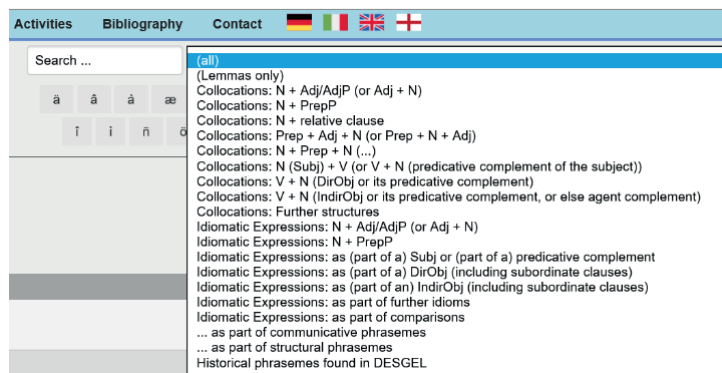 Activities Bibliography Contact
Search ...
ä â ȧ æ
î i ñ ö
(all)
(Lemmas only)
Collocations: N + Adj/AdjP (or Adj + N)
Collocations: N + PrepP
Collocations: N + relative clause
Collocations: Prep + Adj + N (or Prep + N + Adj)
Collocations: N + Prep + N (...)
Collocations: N (Subj) + V (or V + N (predicative complement of the subject))
Collocations: V + N (DirObj or its predicative complement)
Collocations: V + N (IndirObj or its predicative complement, or else agent complement)
Collocations: Further structures
Idiomatic Expressions: N + Adj/AdjP (or Adj + N)
Idiomatic Expressions: N + PrepP
Idiomatic Expressions: as (part of a) Subj or (part of a) predicative complement
Idiomatic Expressions: as (part of a) DirObj (including subordinate clauses)
Idiomatic Expressions: as (part of an) IndirObj (including subordinate clauses)
Idiomatic Expressions: as part of further idioms
Idiomatic Expressions: as part of comparisons
... as part of communicative phrasemes
... as part of structural phrasemes
Historical phrasemes found in DESGEL